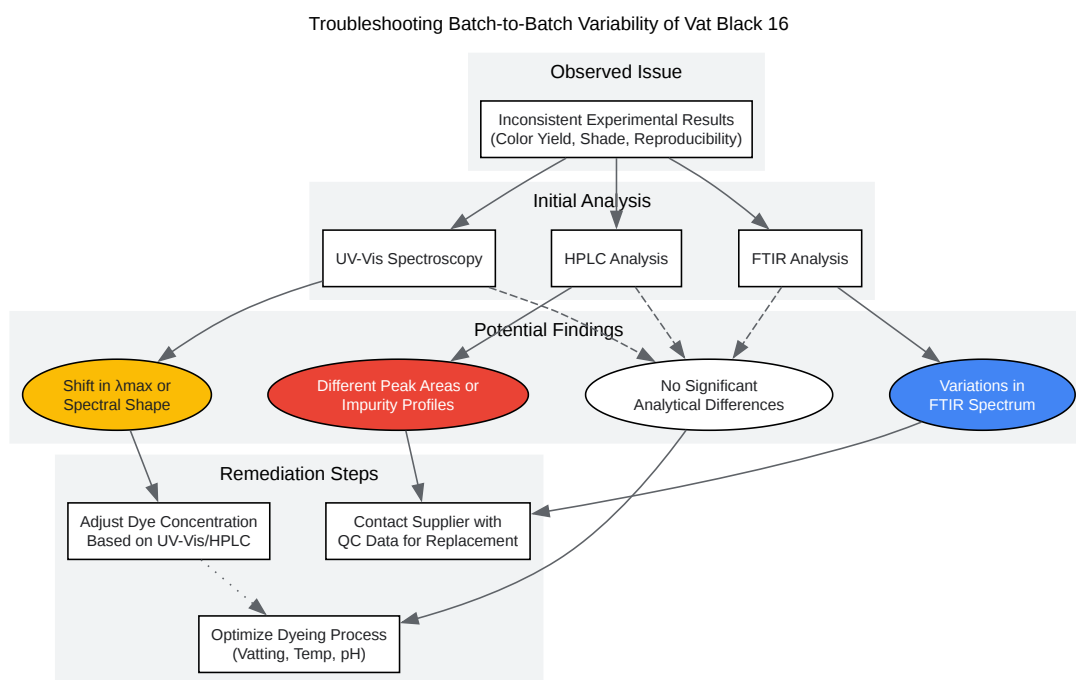 Troubleshooting Batch-to-Batch Variability of Vat Black 16
Observed Issue
Inconsistent Experimental Results
(Color Yield, Shade, Reproducibility)
Initial Analysis
UV-Vis Spectroscopy
HPLC Analysis
FTIR Analysis
Potential Findings
Shift in λmax or
Spectral Shape
Different Peak Areas or
Impurity Profiles
No Significant
Analytical Differences
Variations in
FTIR Spectrum
Remediation Steps
Adjust Dye Concentration
Based on UV-Vis/HPLC
Contact Supplier with
QC Data for Replacement
Optimize Dyeing Process
(Vatting, Temp, pH)